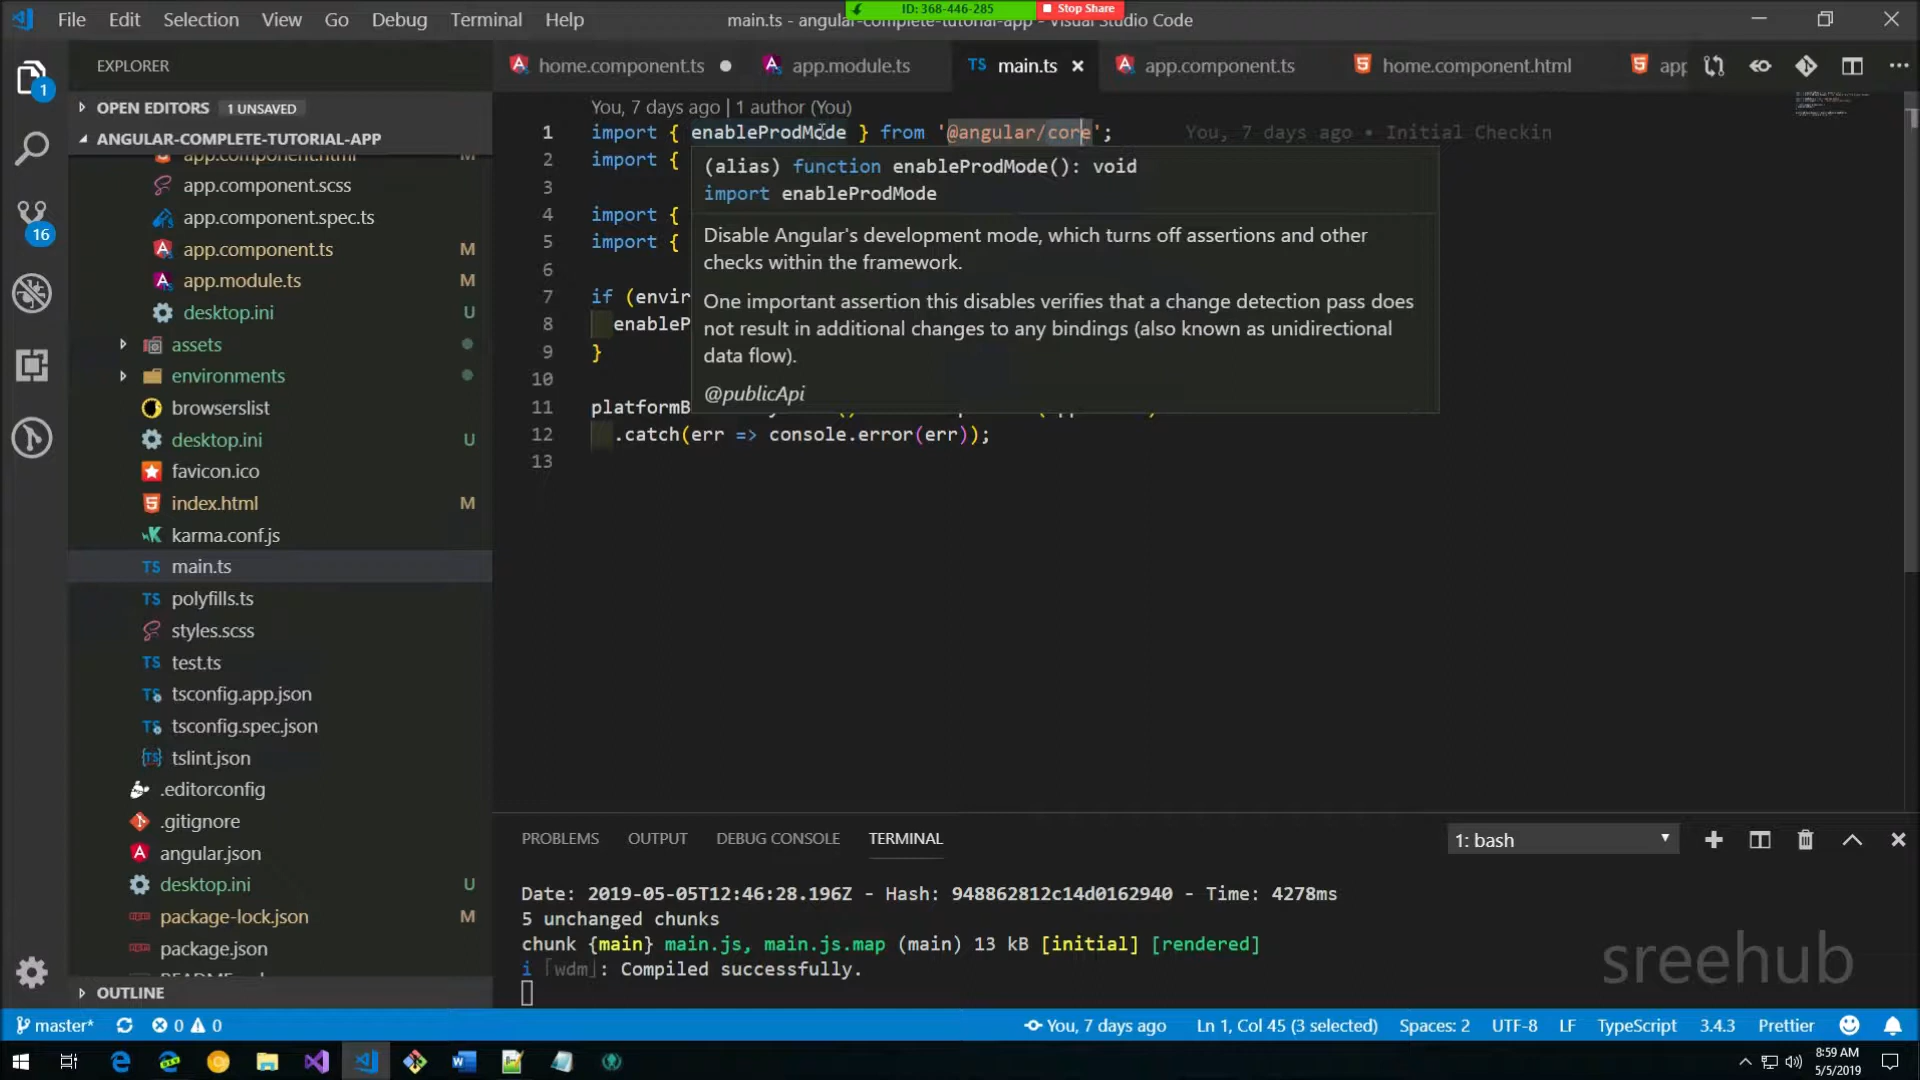 File Edit Selection View Go Debug Terminal Help
main.ts - angular-complete-tutorial-app - Visual Studio Code
ID: 368-446-285
Stop Share
EXPLORER
home.component.ts
app.module.ts
TS main.ts
app.component.ts
home.component.html
app
OPEN EDITORS 1 UNSAVED
ANGULAR-COMPLETE-TUTORIAL-APP
app.component.html
app.component.scss
app.component.spec.ts
app.component.ts M
app.module.ts M
desktop.ini U
assets
environments
browserslist
desktop.ini U
favicon.ico
index.html M
karma.conf.js
TS main.ts
TS polyfills.ts
styles.scss
TS test.ts
tsconfig.app.json
tsconfig.spec.json
tslint.json
.editorconfig
.gitignore
angular.json
desktop.ini U
package-lock.json M
package.json
OUTLINE
1
16
You, 7 days ago | 1 author (You)
1 import { enableProdMode } from '@angular/core'; You, 7 days ago • Initial Checkin
2 import {
3
4 import {
5 import {
6
7 if (envir
8 enableP
9 }
10
11 platformB
12 .catch(err => console.error(err));
13
(alias) function enableProdMode(): void
import enableProdMode
Disable Angular's development mode, which turns off assertions and other
checks within the framework.
One important assertion this disables verifies that a change detection pass does
not result in additional changes to any bindings (also known as unidirectional
data flow).
@publicApi
PROBLEMS OUTPUT DEBUG CONSOLE TERMINAL
1: bash
Date: 2019-05-05T12:46:28.196Z - Hash: 948862812c14d0162940 - Time: 4278ms
5 unchanged chunks
chunk {main} main.js, main.js.map (main) 13 kB [initial] [rendered]
i ｢wdm｣: Compiled successfully.
sreehub
master* 0 0
You, 7 days ago Ln 1, Col 45 (3 selected) Spaces: 2 UTF-8 LF TypeScript 3.4.3 Prettier
8:59 AM
5/5/2019